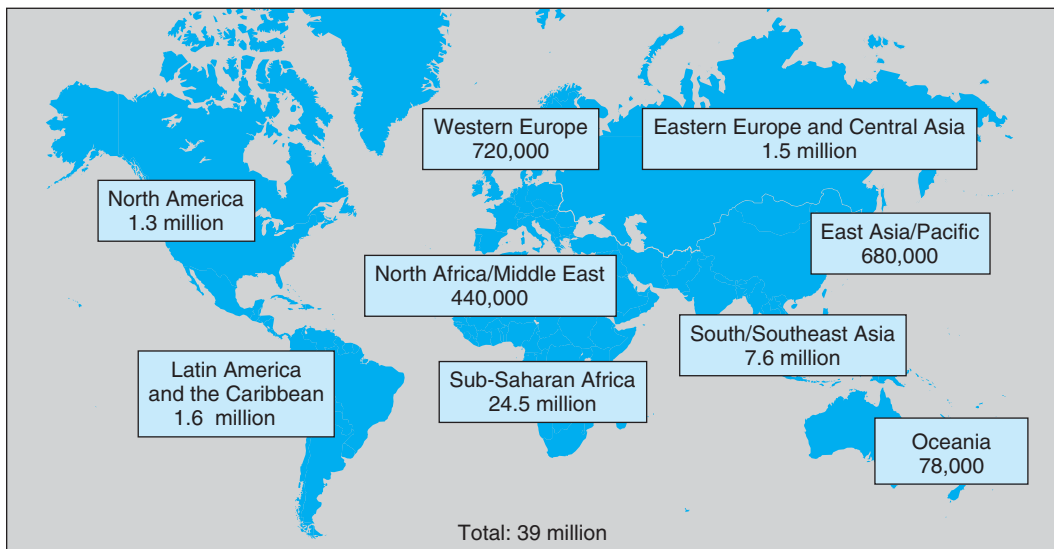 Western Europe
720,000
Eastern Europe and Central Asia
1.5 million
North America
1.3 million
East Asia/Pacific
680,000
North Africa/Middle East
440,000
South/Southeast Asia
7.6 million
Latin America
and the Caribbean
1.6 million
Sub-Saharan Africa
24.5 million
Oceania
78,000
Total: 39 million